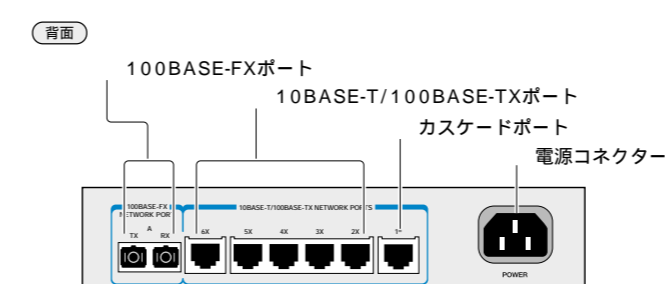 背面
100BASE-FXポート
10BASE-T/100BASE-TXポート
カスケードポート
電源コネクター
100BASE-FX
NETWORK PORT
10BASE-T/100BASE-TX NETWORK PORTS
A
TX RX
6X 5X 4X 3X 2X
POWER